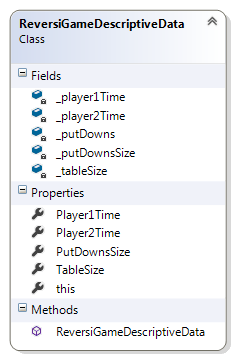 ReversiGameDescriptiveData
Class
Fields
_player1Time
_player2Time
_putDowns
_putDownsSize
_tableSize
Properties
Player1Time
Player2Time
PutDownsSize
TableSize
this
Methods
ReversiGameDescriptiveData